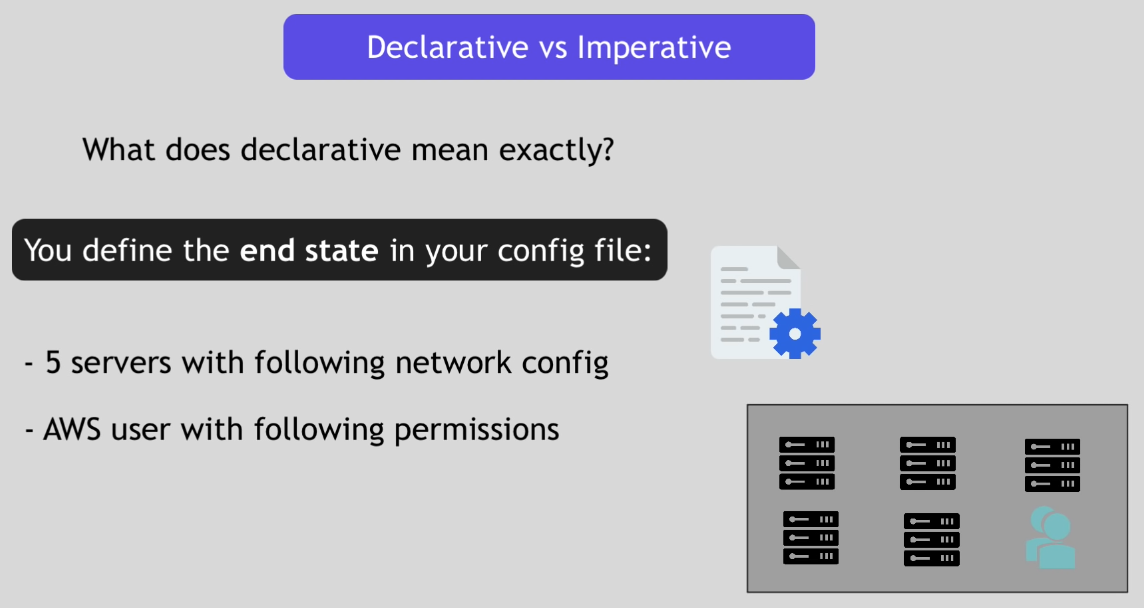 Declarative vs Imperative
What does declarative mean exactly?
You define the end state in your config file:
- 5 servers with following network config
- AWS user with following permissions